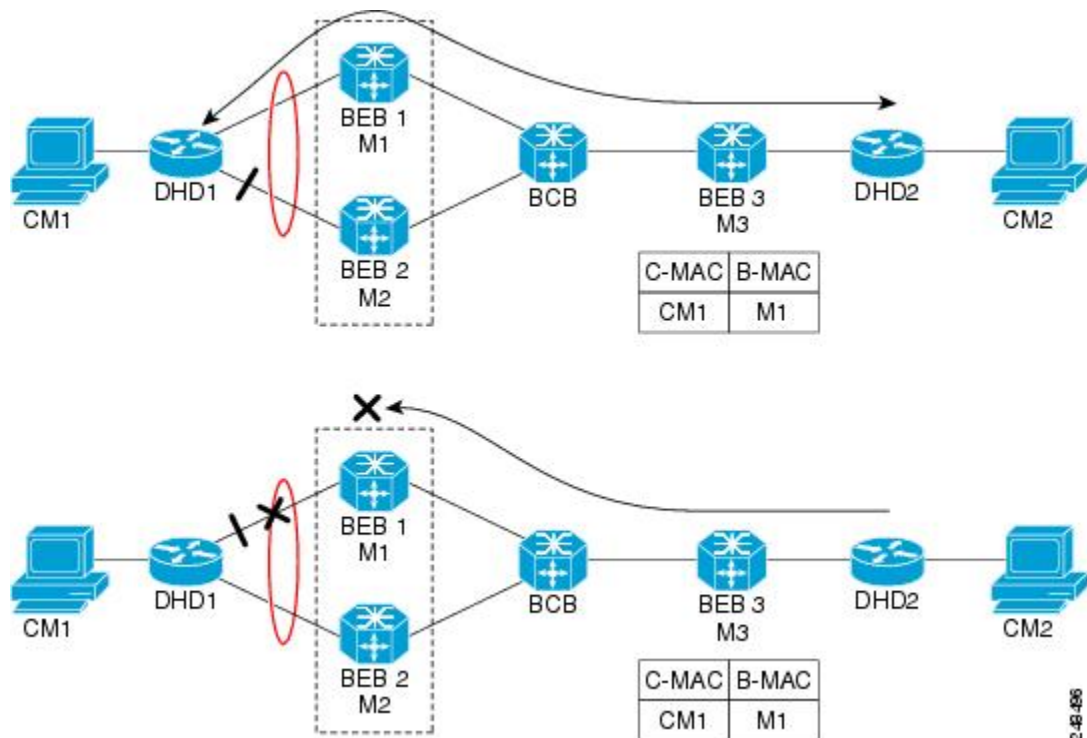 BEB 1
M1
CM1
DHD1
BEB 2
M2
BCB
BEB 3
M3
DHD2
CM2
C-MAC B-MAC
CM1 M1
BEB 1
M1
CM1
DHD1
BEB 2
M2
BCB
BEB 3
M3
DHD2
CM2
C-MAC B-MAC
CM1 M1
249496